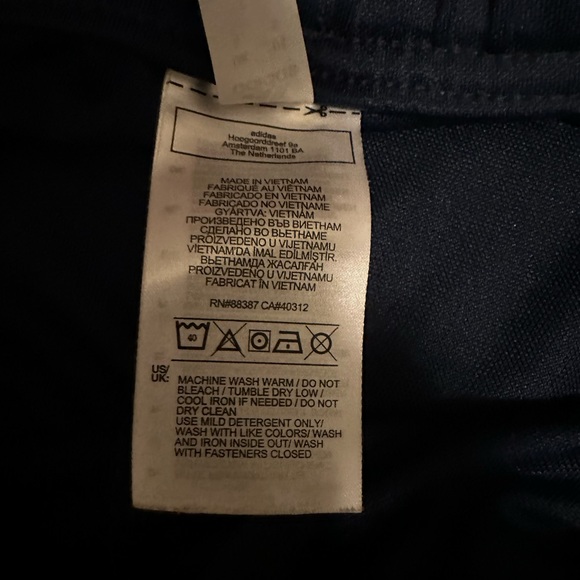 adidas
Hoogoorddreef 9a
Amsterdam 1101 BA
The Netherlands
MADE IN VIETNAM
FABRIQUÉ AU VIÊTNAM
FABRICADO EN VIETNAM
FABRICADO NO VIETNAME
GYÁRTVA: VIETNÁM
ПРОИЗВЕДЕНО ВЪВ ВИЕТНАМ
СДЕЛАНО ВО ВЬЕТНАМЕ
PROIZVEDENO U VIJETNAMU
VIETNAM'DA İMAL EDİLMİŞTİR.
ВЬЕТНАМДА ЖАСАЛҒАН
PROIZVEDENO U VIJETNAMU
FABRICAT ÎN VIETNAM
RN#88387 CA#40312
40
US/
UK:
MACHINE WASH WARM / DO NOT
BLEACH / TUMBLE DRY LOW /
COOL IRON IF NEEDED / DO NOT
DRY CLEAN
USE MILD DETERGENT ONLY/
WASH WITH LIKE COLORS/ WASH
AND IRON INSIDE OUT/ WASH
WITH FASTENERS CLOSED